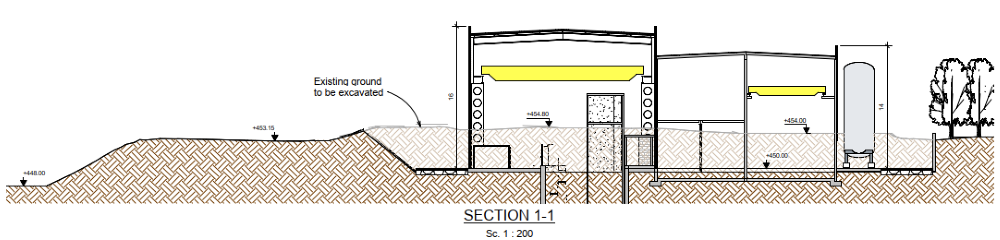 Existing ground
to be excavated
16
14
+454.80
+454.00
+453.15
+450.00
+448.00
SECTION 1-1
Sc. 1 : 200